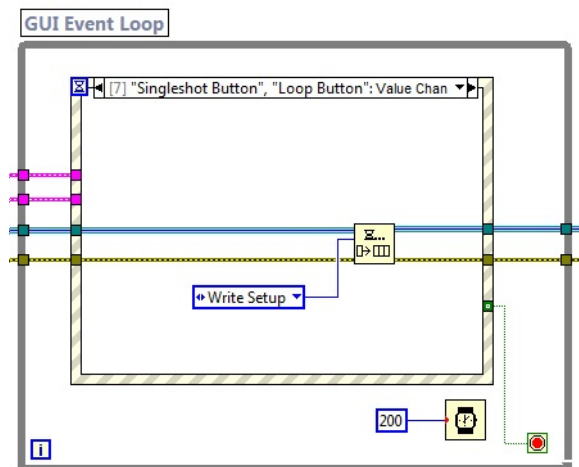 GUI Event Loop
[7] "Singleshot Button", "Loop Button": Value Chan
Write Setup
200
i